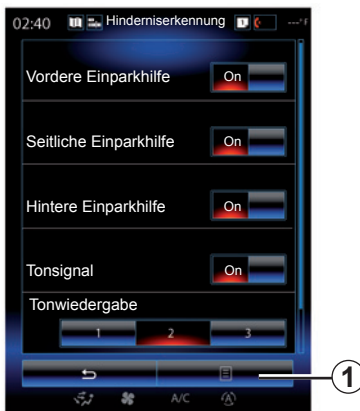 02:40 Hinderniserkennung 1 ---°F
Vordere Einparkhilfe On
Seitliche Einparkhilfe On
Hintere Einparkhilfe On
Tonsignal On
Tonwiedergabe
1 2 3
1
A/C